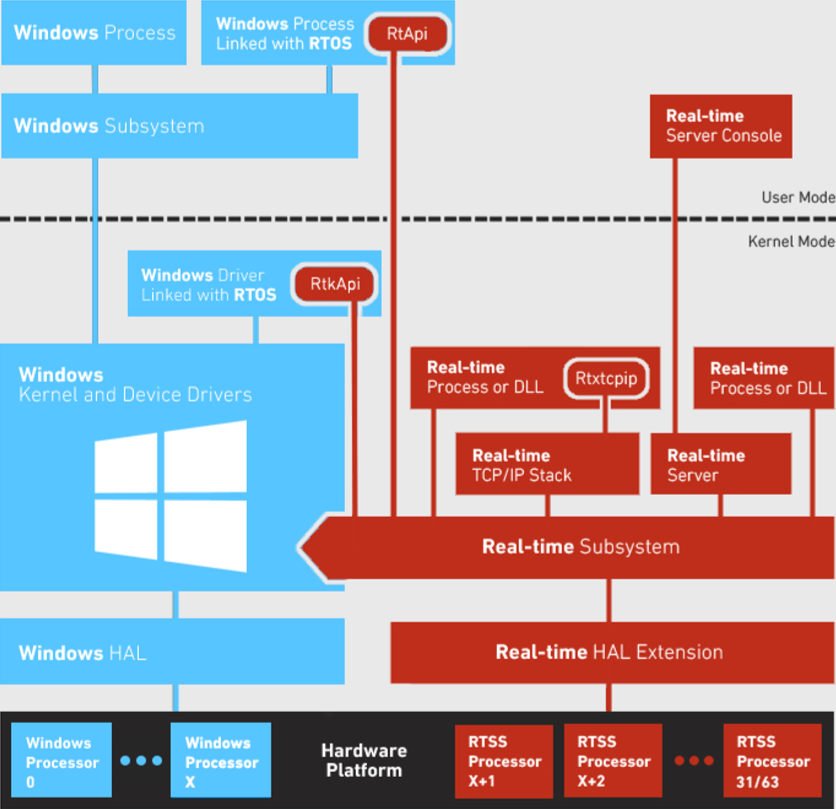 Windows Process
Windows Process
Linked with RTOS
RtApi
Windows Subsystem
Real-time
Server Console
User Mode
Kernel Mode
Windows Driver
Linked with RTOS
RtkApi
Windows
Kernel and Device Drivers
Real-time
Process or DLL
Rtxtcpip
Real-time
Process or DLL
Real-time
TCP/IP Stack
Real-time
Server
Real-time Subsystem
Windows HAL
Real-time HAL Extension
Windows
Processor
0
Windows
Processor
X
Hardware
Platform
RTSS
Processor
X+1
RTSS
Processor
X+2
RTSS
Processor
31/63